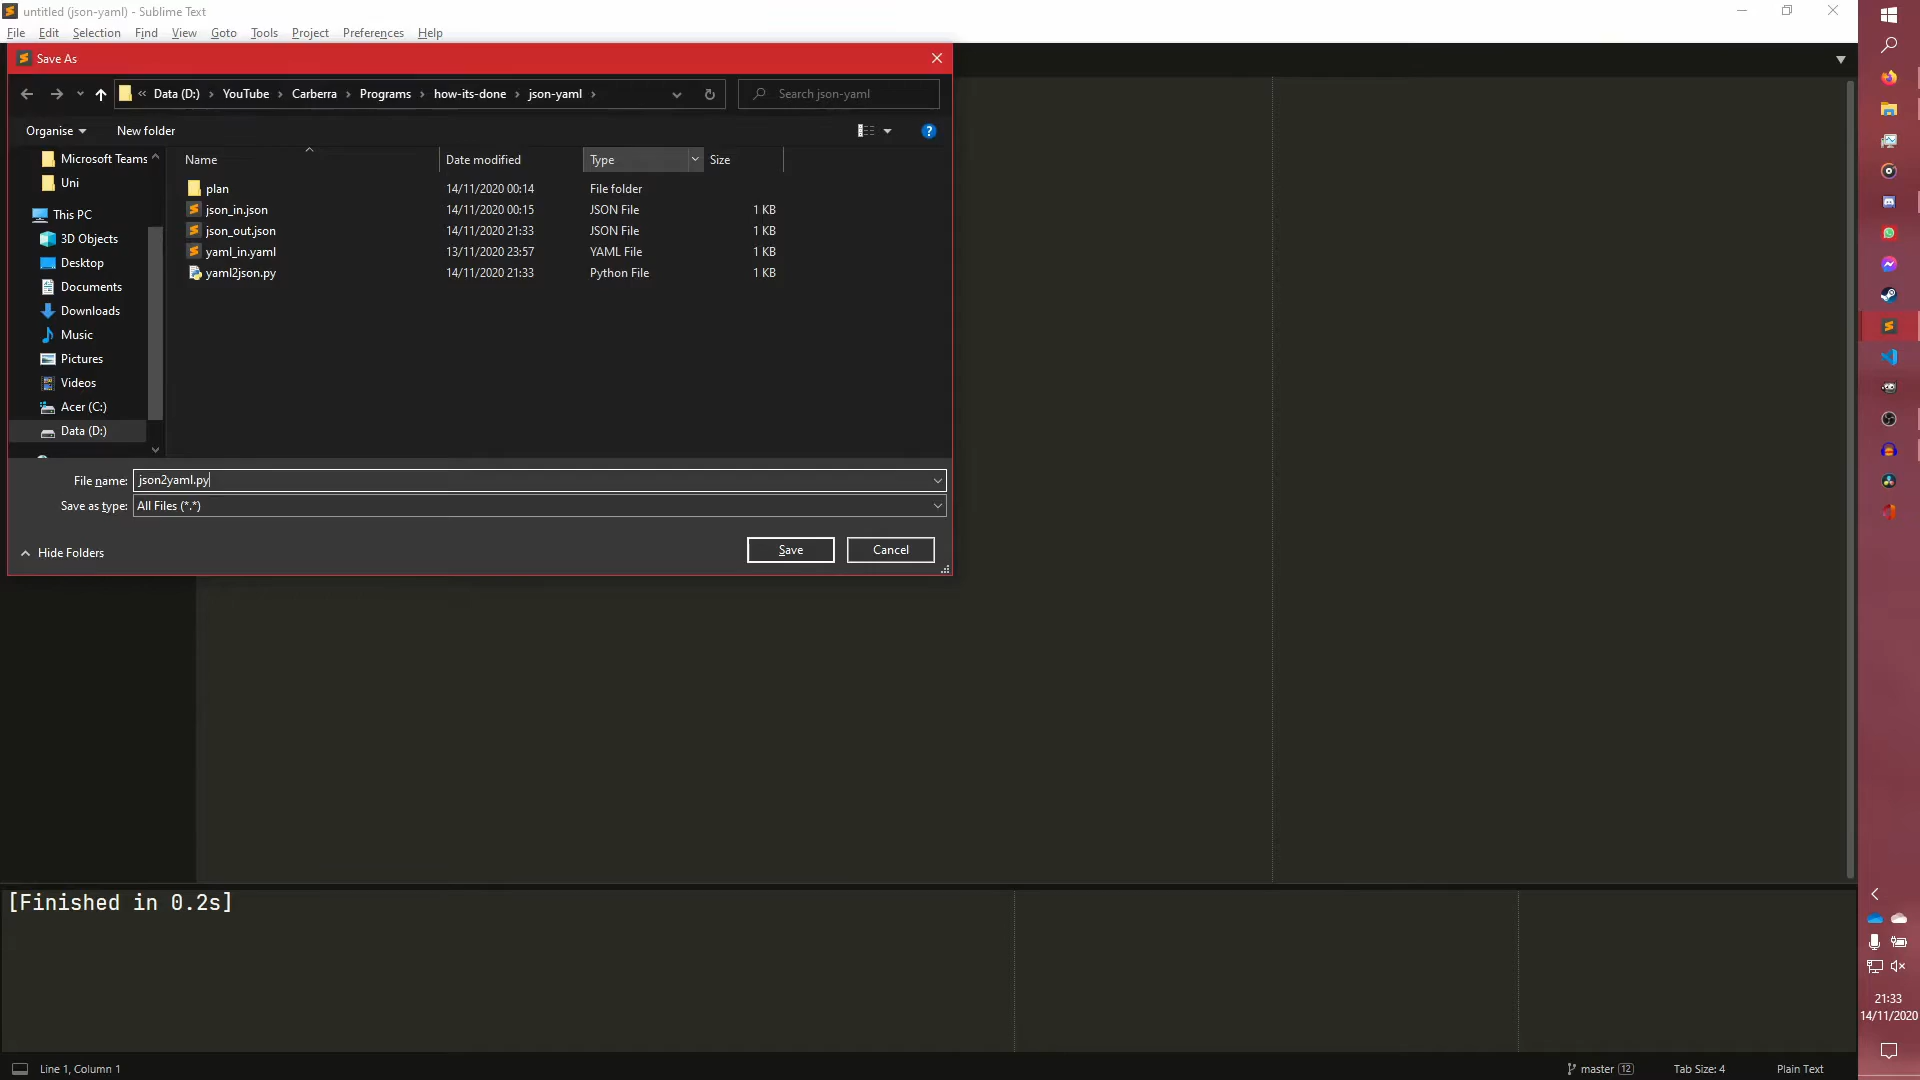 untitled (json-yaml) - Sublime Text
File Edit Selection Find View Goto Tools Project Preferences Help
Save As
« Data (D:) › YouTube › Carberra › Programs › how-its-done › json-yaml ›
Search json-yaml
Organise New folder
Name Date modified Type Size
Microsoft Teams
Uni
This PC
3D Objects
Desktop
Documents
Downloads
Music
Pictures
Videos
Acer (C:)
Data (D:)
plan 14/11/2020 00:14 File folder
json_in.json 14/11/2020 00:15 JSON File 1 KB
json_out.json 14/11/2020 21:33 JSON File 1 KB
yaml_in.yaml 13/11/2020 23:57 YAML File 1 KB
yaml2json.py 14/11/2020 21:33 Python File 1 KB
File name: json2yaml.py
Save as type: All Files (*.*)
Hide Folders
Save Cancel
[Finished in 0.2s]
Line 1, Column 1
master 12 Tab Size: 4 Plain Text
21:33
14/11/2020